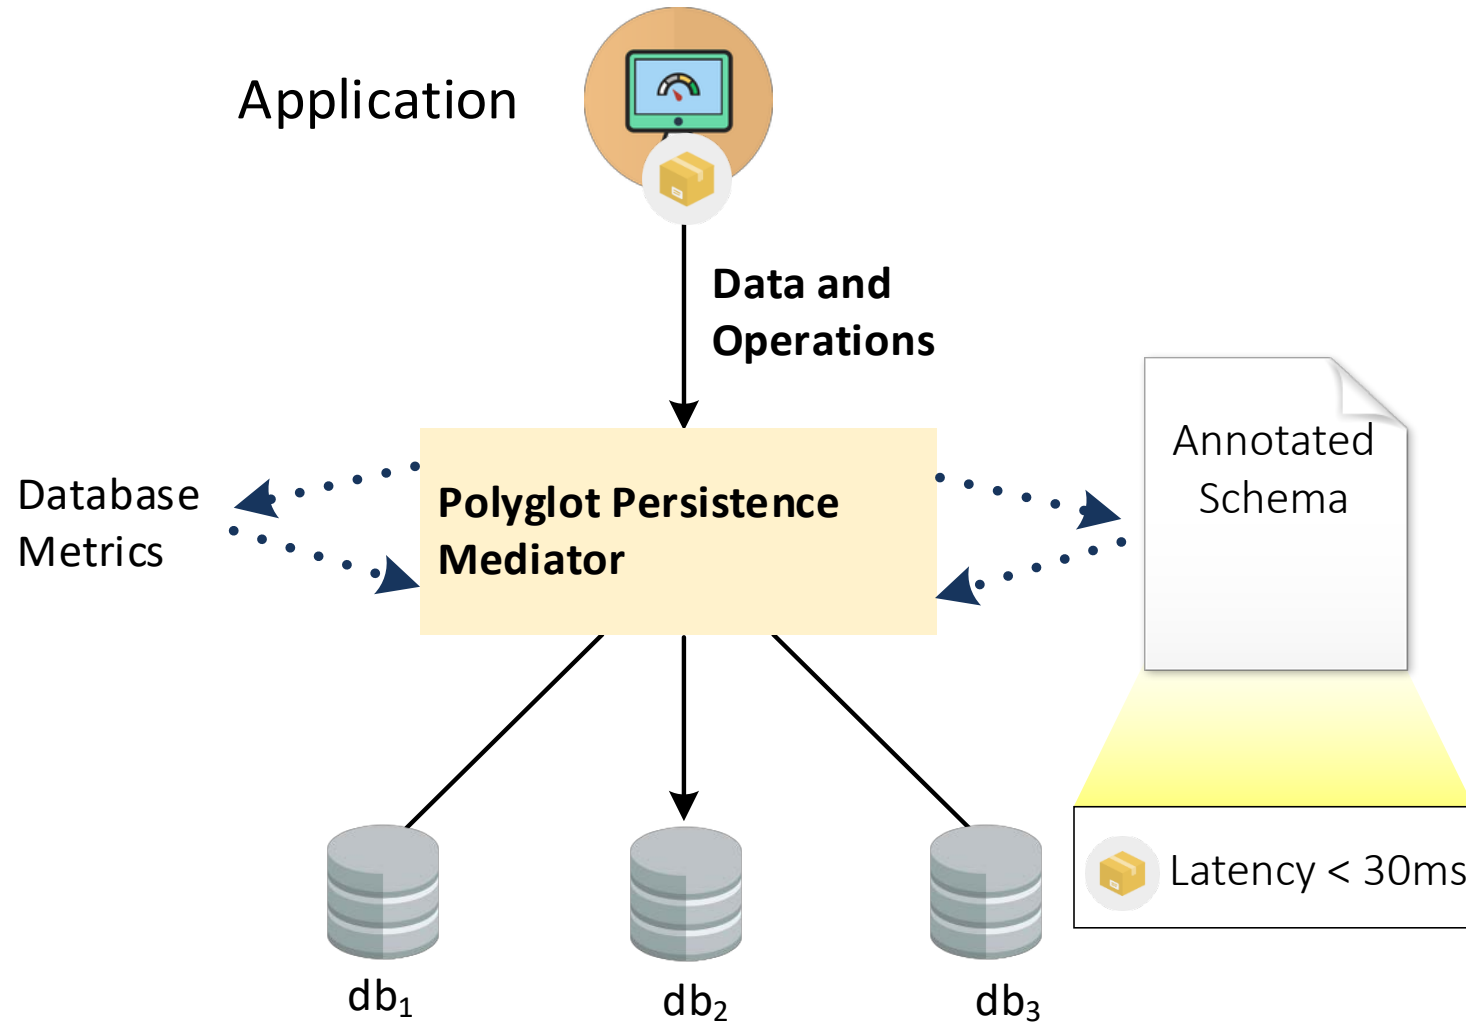 Application
Data and
Operations
Annotated
Schema
Database
Metrics
Polyglot Persistence
Mediator
Latency < 30ms
db₁
db₂
db₃